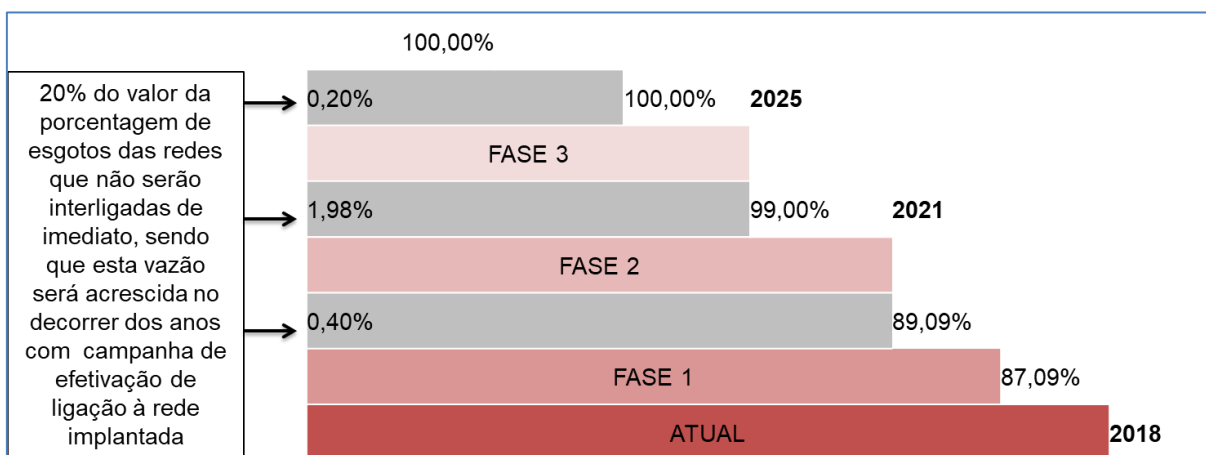 100,00%
20% do valor da
porcentagem de
esgotos das redes
que não serão
interligadas de
imediato, sendo
que esta vazão
será acrescida no
decorrer dos anos
com campanha de
efetivação de
ligação à rede
implantada
0,20% 100,00% 2025
FASE 3
1,98% 99,00% 2021
FASE 2
0,40% 89,09%
FASE 1 87,09%
ATUAL 2018